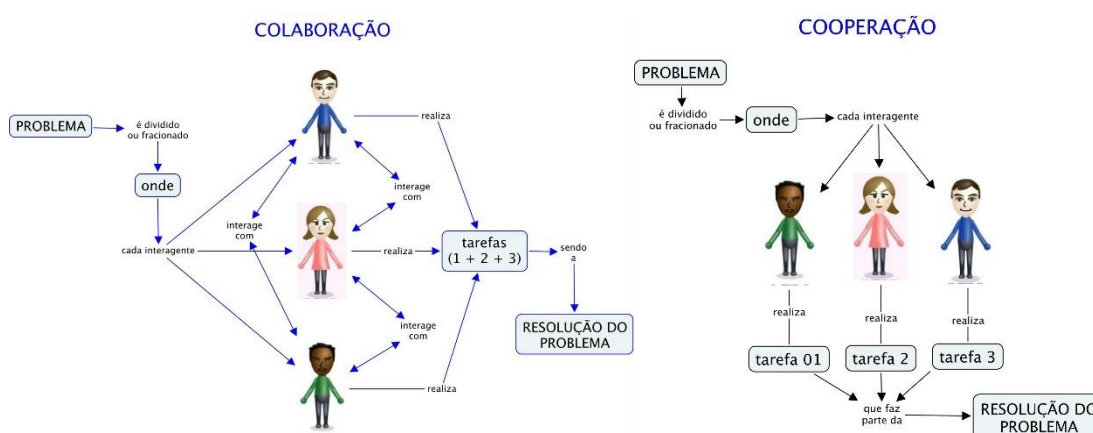 COLABORAÇÃO
PROBLEMA
é dividido
ou fracionado
onde
cada interagente
interage
com
interage
com
interage
com
realiza
realiza
realiza
tarefas
(1 + 2 + 3)
sendo
a
RESOLUÇÃO DO
PROBLEMA
COOPERAÇÃO
PROBLEMA
é dividido
ou fracionado
onde
cada interagente
realiza
realiza
realiza
tarefa 01
tarefa 2
tarefa 3
que faz
parte da
RESOLUÇÃO DO
PROBLEMA